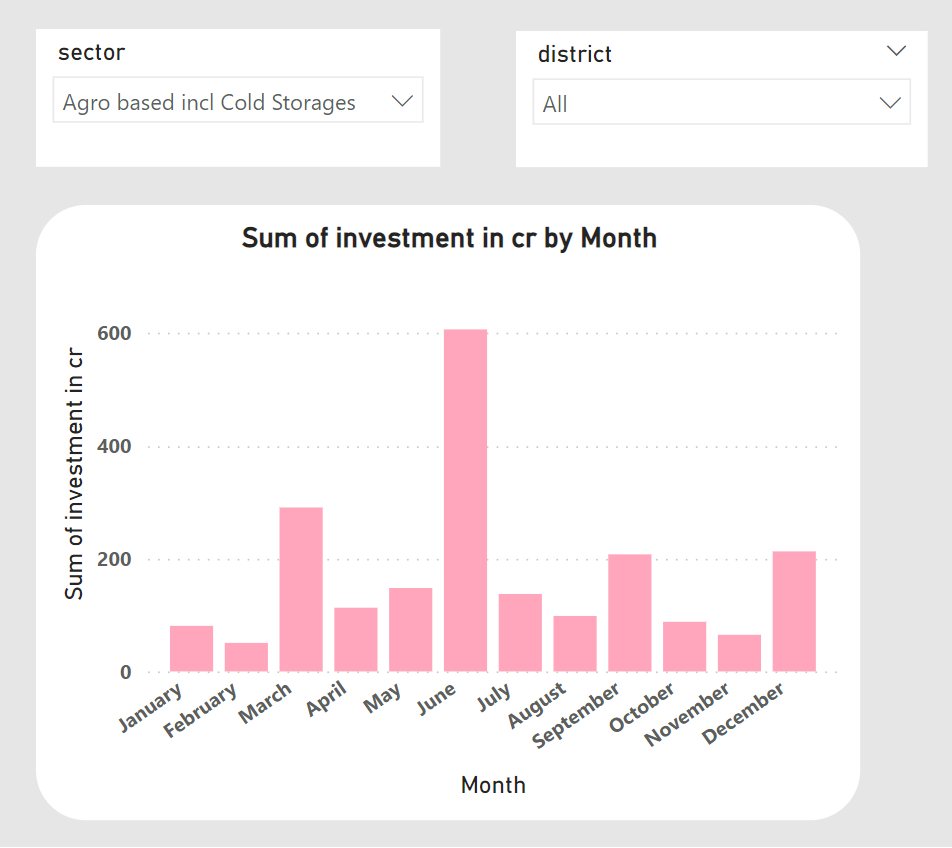 sector
district
Agro based incl Cold Storages
All
Sum of investment in cr by Month
Sum of investment in cr
600
400
200
0
January
February
March
April
May
June
July
August
September
October
November
December
Month